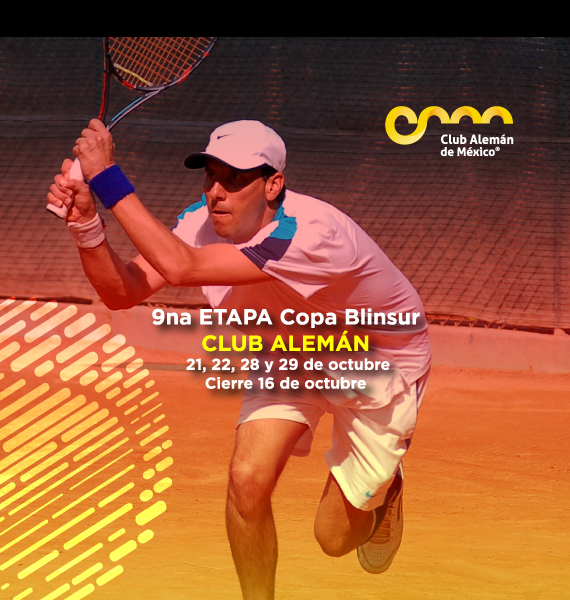 Club Alemán
de México®
9na ETAPA Copa Blinsur
CLUB ALEMÁN
21, 22, 28 y 29 de octubre
Cierre 16 de octubre